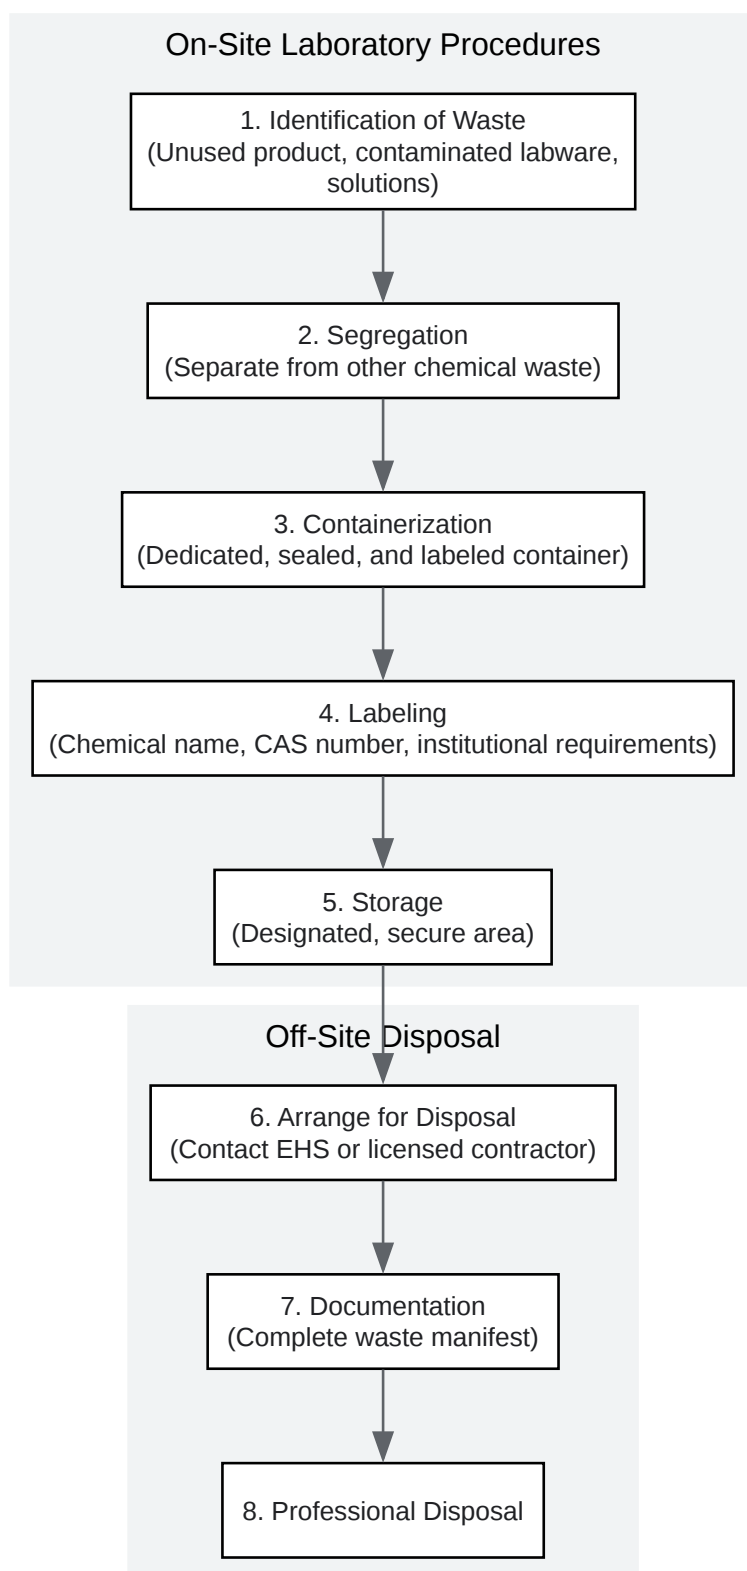 On-Site Laboratory Procedures
1. Identification of Waste
(Unused product, contaminated labware,
solutions)
2. Segregation
(Separate from other chemical waste)
3. Containerization
(Dedicated, sealed, and labeled container)
4. Labeling
(Chemical name, CAS number, institutional requirements)
5. Storage
(Designated, secure area)
Off-Site Disposal
6. Arrange for Disposal
(Contact EHS or licensed contractor)
7. Documentation
(Complete waste manifest)
8. Professional Disposal